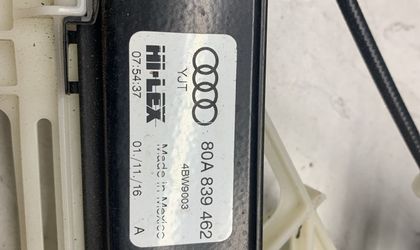 80A 839 462
YJT
4BW9003
HI-LEX
Made in Mexico
07:54:37
01/11/16
A